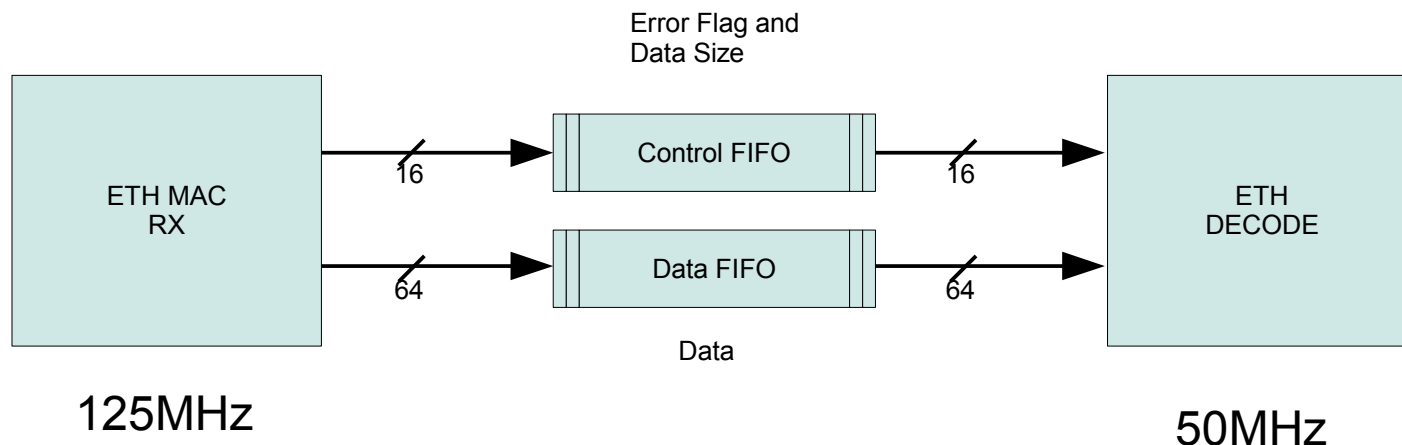 Error Flag and
Data Size
ETH MAC
RX
16
Control FIFO
16
ETH
DECODE
64
Data FIFO
64
Data
125MHz
50MHz